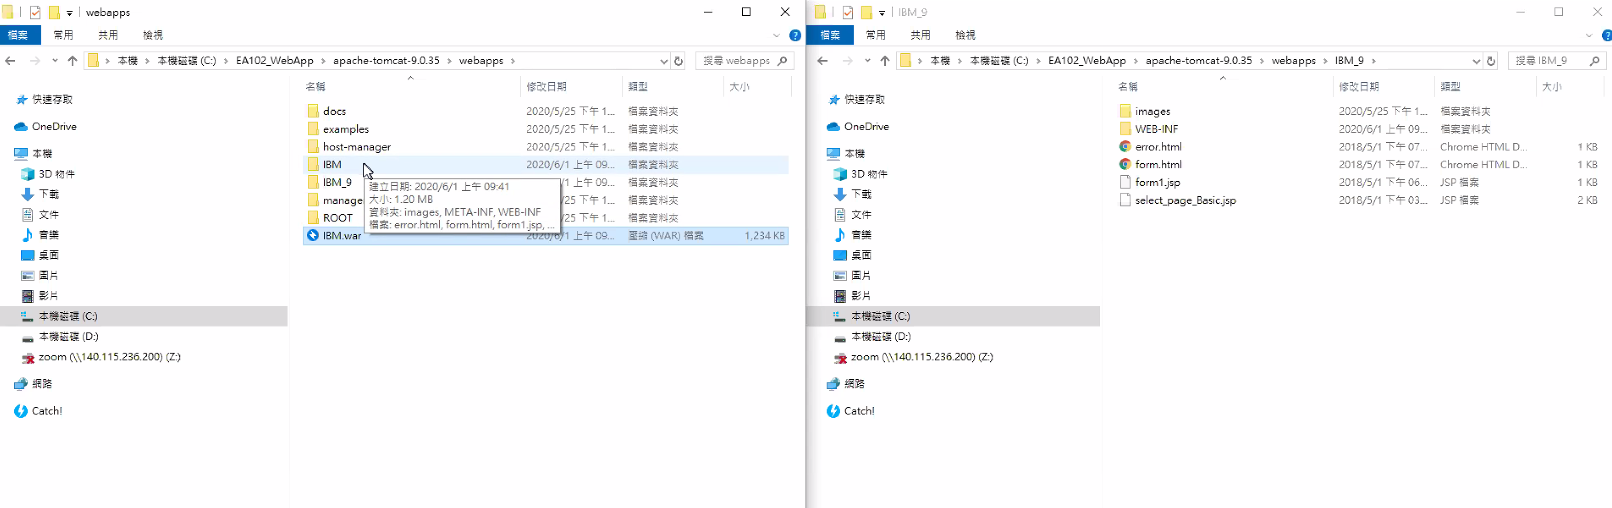 webapps
檔案 常用 共用 檢視
本機 本機磁碟 (C:) EA102_WebApp apache-tomcat-9.0.35 webapps 搜尋 webapps
名稱 修改日期 類型 大小
快速存取
OneDrive
本機
3D 物件
下載
文件
音樂
桌面
圖片
影片
本機磁碟 (C:)
本機磁碟 (D:)
zoom (\\140.115.236.200) (Z:)
網路
Catch!
docs 2020/5/25 下午 1... 檔案資料夾
examples 2020/5/25 下午 1... 檔案資料夾
host-manager 2020/5/25 下午 1... 檔案資料夾
IBM 2020/6/1 上午 09... 檔案資料夾
IBM_9 檔案資料夾
檔案資料夾
ROOT 檔案資料夾
IBM.war 2020/6/1 上午 09... 壓縮 (WAR) 檔案 1,234 KB
建立日期: 2020/6/1 上午 09:41
大小: 1.20 MB
資料夾: images, META-INF, WEB-INF
檔案: error.html, form.html, form1.jsp, ...
IBM_9
檔案 常用 共用 檢視
本機 本機磁碟 (C:) EA102_WebApp apache-tomcat-9.0.35 webapps IBM_9 搜尋 IBM_9
名稱 修改日期 類型 大小
快速存取
OneDrive
本機
3D 物件
下載
文件
音樂
桌面
圖片
影片
本機磁碟 (C:)
本機磁碟 (D:)
zoom (\\140.115.236.200) (Z:)
網路
Catch!
images 2020/5/25 下午 1... 檔案資料夾
WEB-INF 2020/6/1 上午 09... 檔案資料夾
error.html 2018/5/1 下午 07... Chrome HTML D... 1 KB
form.html 2018/5/1 下午 07... Chrome HTML D... 1 KB
form1.jsp 2018/5/1 下午 06... JSP 檔案 1 KB
select_page_Basic.jsp 2018/5/1 下午 03... JSP 檔案 2 KB